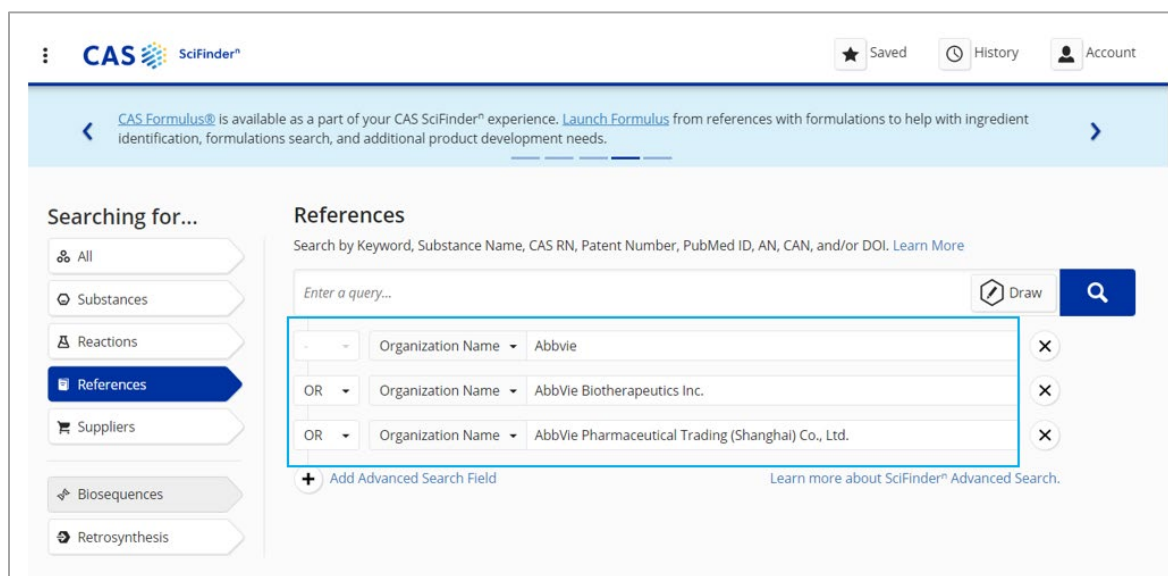 CAS SciFinderⁿ
Saved
History
Account
CAS Formulus® is available as a part of your CAS SciFinderⁿ experience. Launch Formulus from references with formulations to help with ingredient
identification, formulations search, and additional product development needs.
Searching for...
All
Substances
Reactions
References
Suppliers
Biosequences
Retrosynthesis
References
Search by Keyword, Substance Name, CAS RN, Patent Number, PubMed ID, AN, CAN, and/or DOI. Learn More
Enter a query...
Draw
- Organization Name Abbvie
OR Organization Name AbbVie Biotherapeutics Inc.
OR Organization Name AbbVie Pharmaceutical Trading (Shanghai) Co., Ltd.
Add Advanced Search Field
Learn more about SciFinderⁿ Advanced Search.